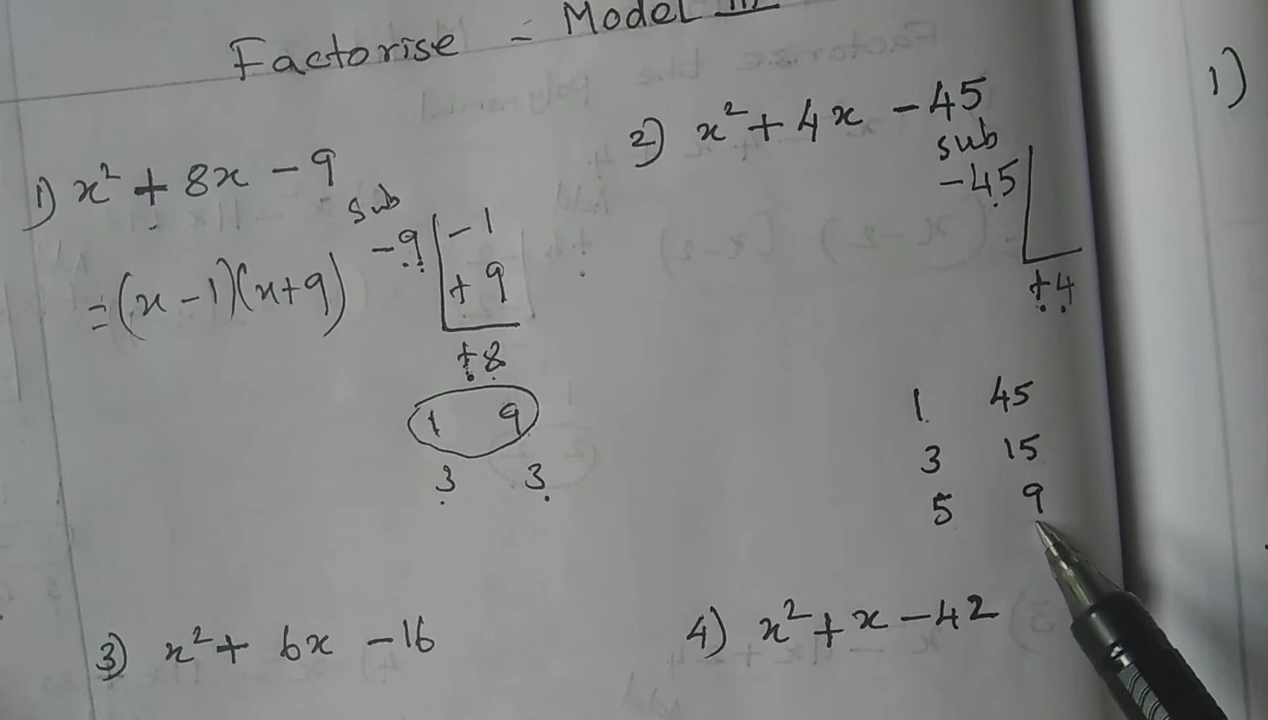 Factorise - Model III
1) x² + 8x - 9
= (x - 1)(x + 9)
sub
-9 | -1
+ 9
+8
1 9
3 3
2) x² + 4x - 45
sub
-45
+4
1 45
3 15
5 9
3) x² + 6x - 16
4) x² + x - 42
1)